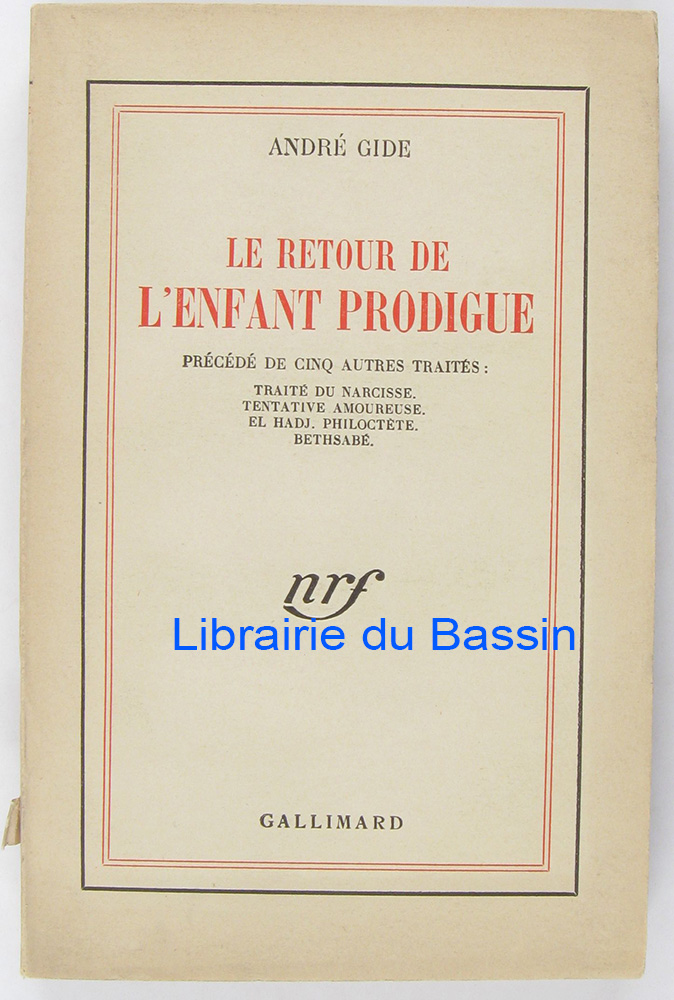 ANDRÉ GIDE
LE RETOUR DE
L'ENFANT PRODIGUE
PRÉCÉDÉ DE CINQ AUTRES TRAITÉS :
TRAITÉ DU NARCISSE.
TENTATIVE AMOUREUSE.
EL HADJ. PHILOCTÈTE.
BETHSABÉ.
nrf
Librairie du Bassin
GALLIMARD